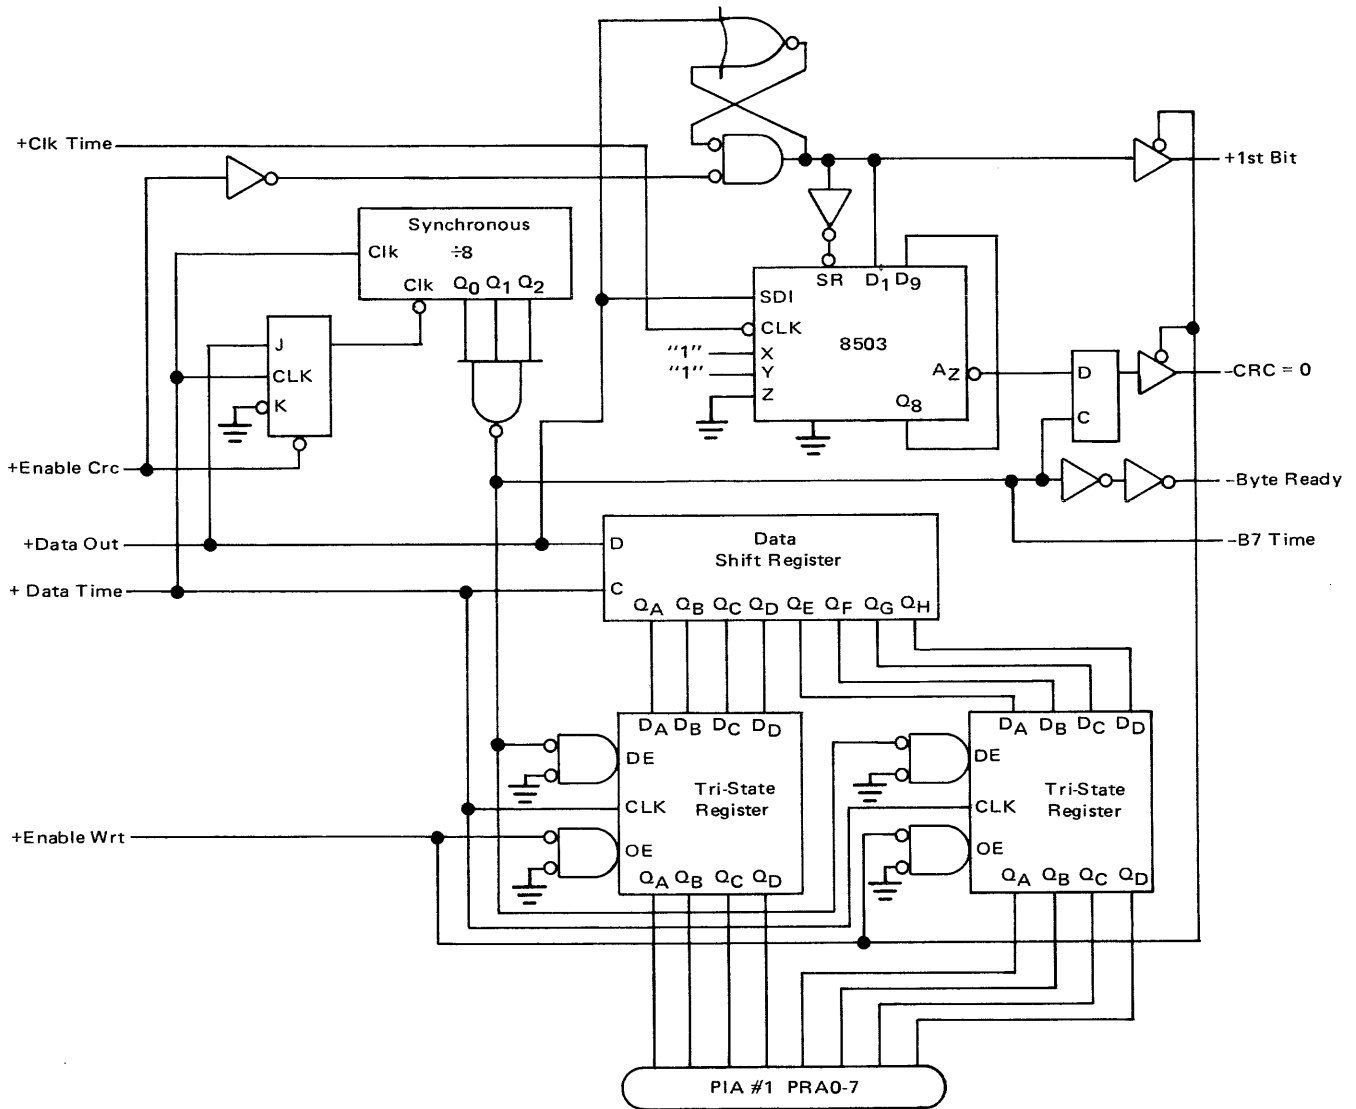 +Clk Time
+1st Bit
Synchronous
÷8
Clk
Clk Q0 Q1 Q2
SR D1 D9
SDI
CLK
8503
"1" X
"1" Y
Z
AZ
Q8
J
CLK
K
D
C
–CRC = 0
+Enable Crc
–Byte Ready
–B7 Time
+Data Out
+ Data Time
D Data
Shift Register
C
QA QB QC QD QE QF QG QH
DA DB DC DD
DE
Tri-State
Register
CLK
OE
QA QB QC QD
DA DB DC DD
DE
Tri-State
Register
CLK
OE
QA QB QC QD
+Enable Wrt
PIA #1 PRA0-7